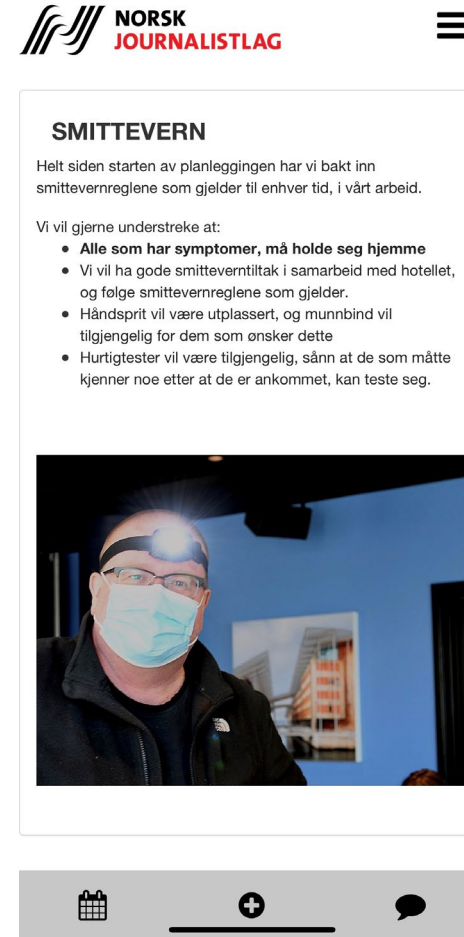 NORSK
JOURNALISTLAG
SMITTEVERN
Helt siden starten av planleggingen har vi bakt inn
smittevernreglene som gjelder til enhver tid, i vårt arbeid.
Vi vil gjerne understreke at:
Alle som har symptomer, må holde seg hjemme
Vi vil ha gode smitteverntiltak i samarbeid med hotellet,
og følge smittevernreglene som gjelder.
Håndsprit vil være utplassert, og munnbind vil
tilgjengelig for dem som ønsker dette
Hurtigtester vil være tilgjengelig, sånn at de som måtte
kjenner noe etter at de er ankommet, kan teste seg.